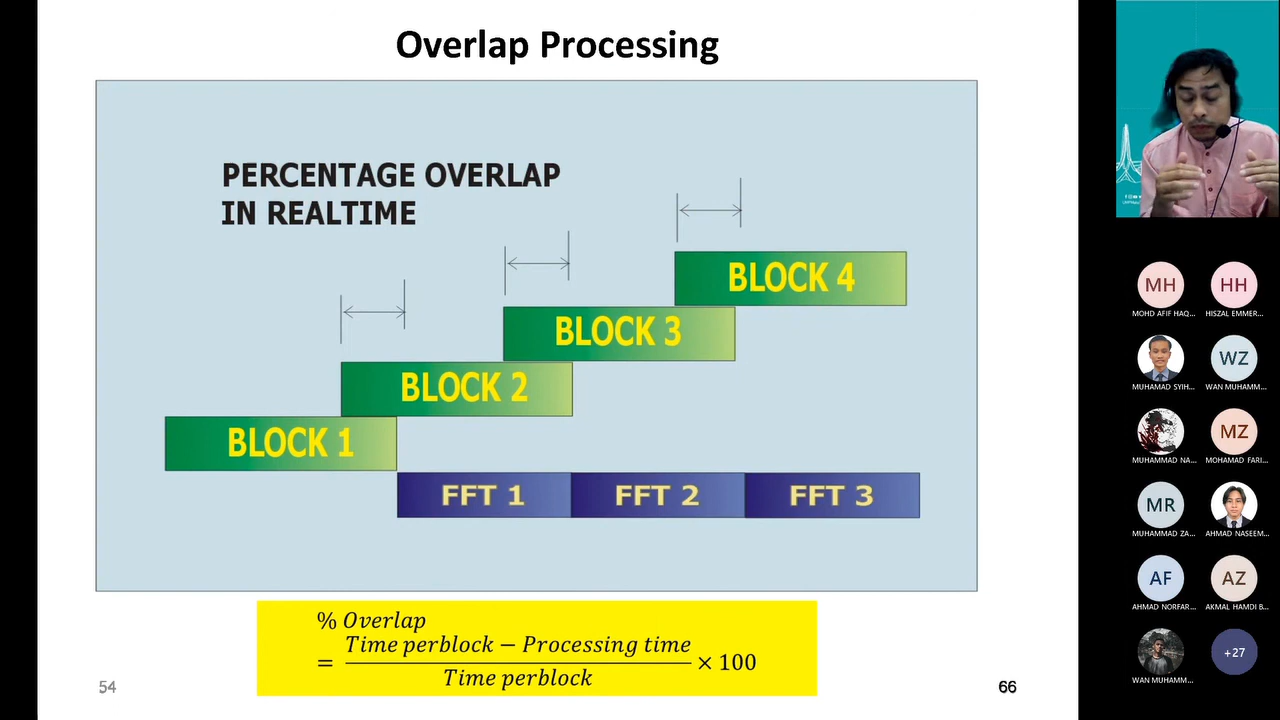 Overlap Processing
PERCENTAGE OVERLAP
IN REALTIME
BLOCK 4
BLOCK 3
BLOCK 2
BLOCK 1
FFT 1
FFT 2
FFT 3
% Overlap
= Time perblock − Processing time / Time perblock × 100
54
66
MH
HH
MOHD AFIF HAQ...
HISZAL EMMER...
WZ
MUHAMAD SYIH...
WAN MUHAMM...
MZ
MUHAMMAD NA...
MOHAMAD FARI...
MR
MUHAMMAD ZA...
AHMAD NASEEM...
AF
AZ
AHMAD NORFAR...
AKMAL HAMDI B...
+27
WAN MUHAMM...